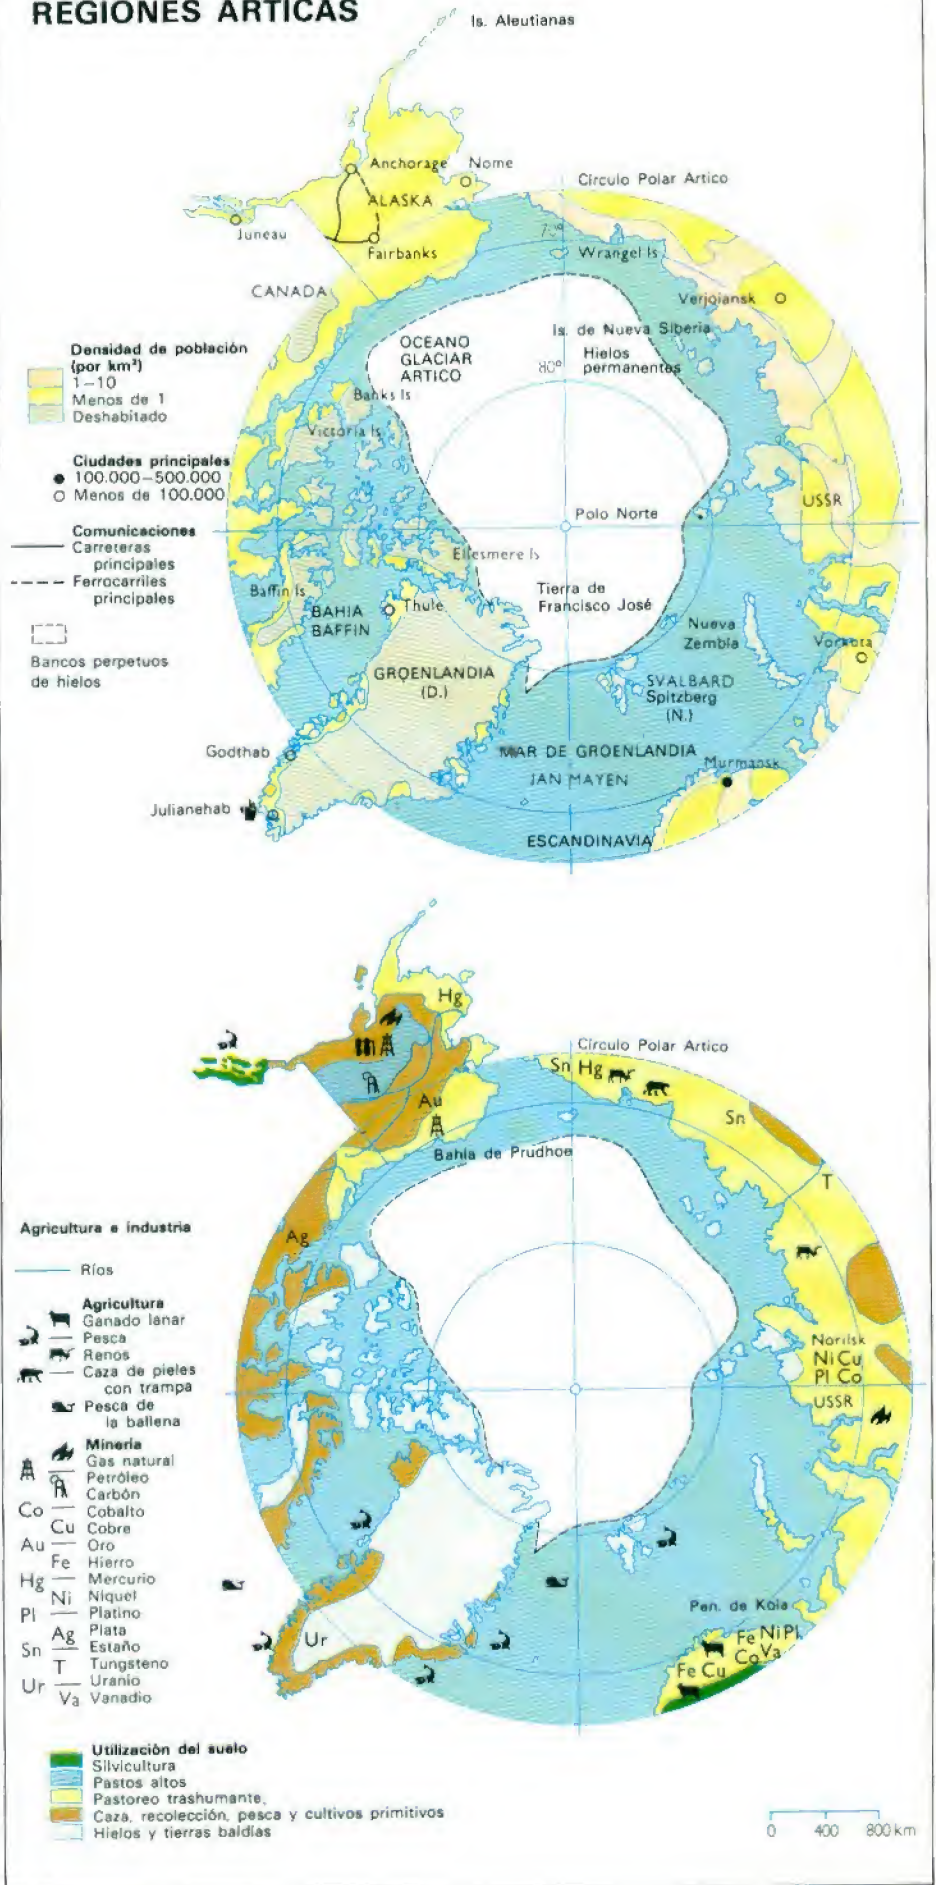 REGIONES ARTICAS
Is. Aleutianas
Anchorage
Nome
Círculo Polar Artico
ALASKA
Juneau
Fairbanks
70°
Wrangel Is
CANADA
Verjoiansk
Is. de Nueva Siberia
OCEANO
GLACIAR
ARTICO
Hielos
permanentes
80°
Densidad de población
(por km²)
1–10
Menos de 1
Deshabitado
Banks Is
Victoria Is
Ciudades principales
100.000–500.000
Menos de 100.000
USSR
Polo Norte
Comunicaciones
Carreteras
principales
Ferrocarriles
principales
Ellesmere Is
Baffin Is
BAHIA
BAFFIN
Thule
Tierra de
Francisco José
Nueva
Zembla
Vorkuta
Bancos perpetuos
de hielos
GROENLANDIA
(D.)
SVALBARD
Spitzberg
(N.)
Godthab
MAR DE GROENLANDIA
Murmansk
JAN MAYEN
Julianehab
ESCANDINAVIA
Hg
Círculo Polar Artico
Sn Hg
Au
Sn
Bahía de Prudhoe
T
Ag
Agricultura e industria
Ríos
Agricultura
Ganado lanar
Pesca
Renos
Caza de pieles
con trampa
Pesca de
la ballena
Norilsk
Ni Cu
Pl Co
USSR
Minería
Gas natural
Petróleo
Carbón
Co Cobalto
Cu Cobre
Au Oro
Fe Hierro
Hg Mercurio
Ni Niquel
Pl Platino
Ag Plata
Sn Estaño
T Tungsteno
Ur Uranio
Va Vanadio
Pen. de Kola
Ur
Fe Ni Pl
Co Va
Fe Cu
Utilización del suelo
Silvicultura
Pastos altos
Pastoreo trashumante,
Caza, recolección, pesca y cultivos primitivos
Hielos y tierras baldías
0 400 800 km